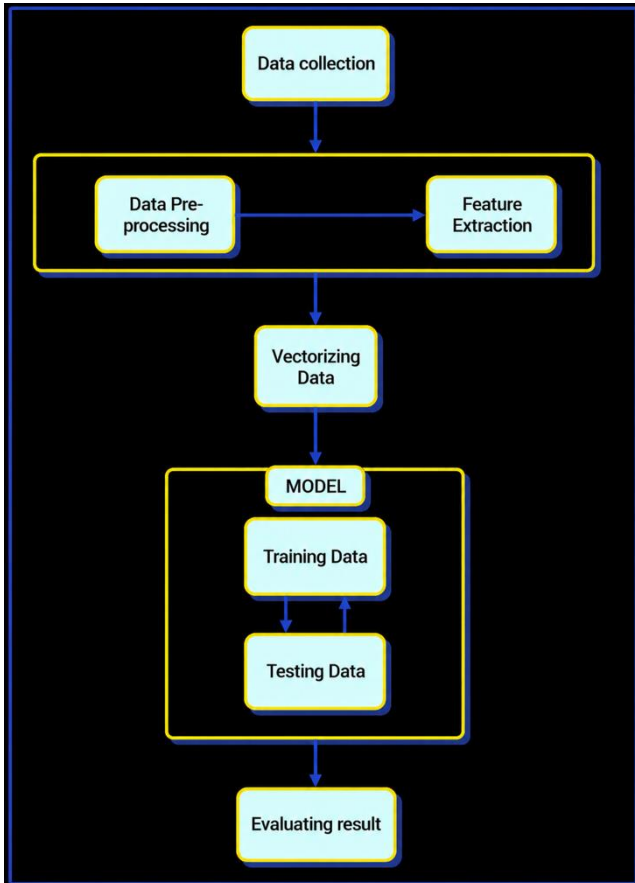 Data collection
Data Pre-
processing
Feature
Extraction
Vectorizing
Data
MODEL
Training Data
Testing Data
Evaluating result